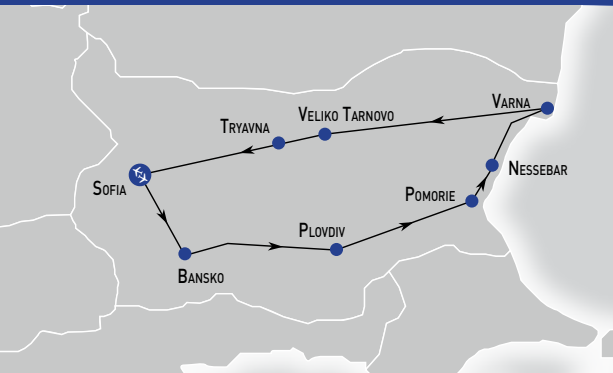 VARNA
VELIKO TARNOVO
TRYAVNA
NESSEBAR
SOFIA
POMORIE
PLOVDIV
BANSKO